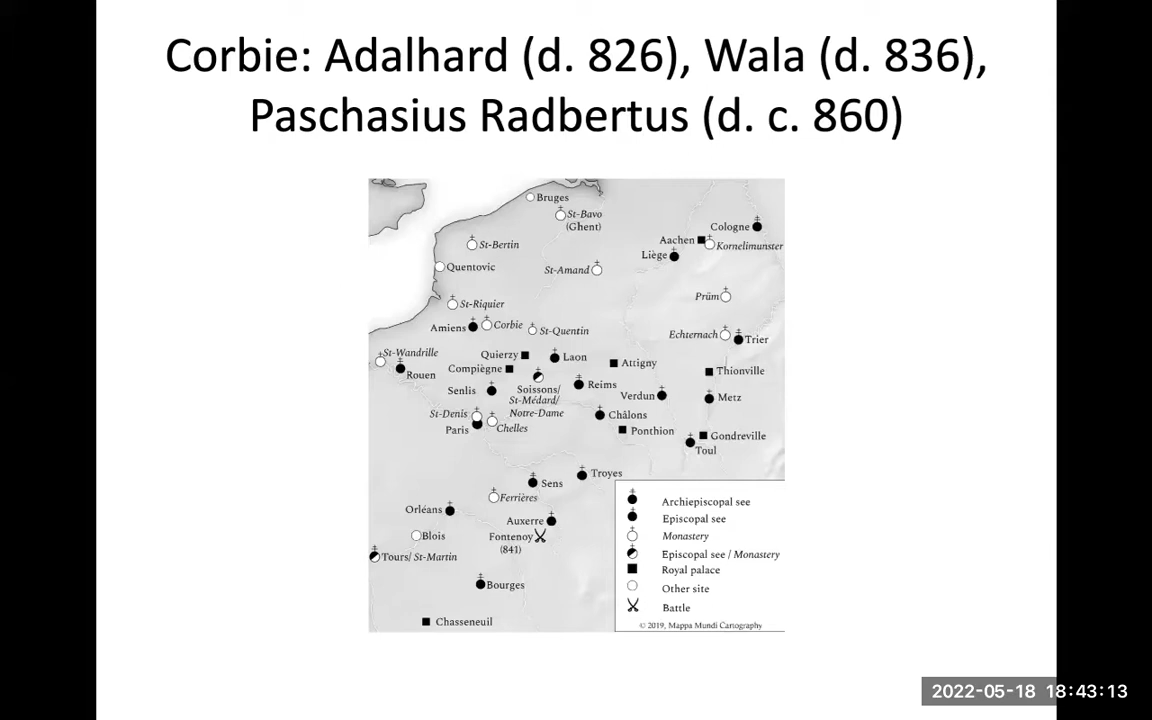 Corbie: Adalhard (d. 826), Wala (d. 836),
Paschasius Radbertus (d. c. 860)
Bruges
St-Bavo
(Ghent)
Cologne
Aachen
Kornelimunster
St-Bertin
Liège
Quentovic
St-Amand
Prüm
St-Riquier
Amiens
Corbie
St-Quentin
Echternach
Trier
St-Wandrille
Rouen
Quierzy
Laon
Compiègne
Attigny
Thionville
Senlis
Soissons/
St-Médard/
Notre-Dame
Reims
Verdun
Metz
St-Denis
Paris
Chelles
Châlons
Ponthion
Gondreville
Toul
Troyes
Sens
Ferrières
Orléans
Auxerre
Blois
Fontenoy
(841)
Tours/ St-Martin
Bourges
Chasseneuil
Archiepiscopal see
Episcopal see
Monastery
Episcopal see / Monastery
Royal palace
Other site
Battle
© 2019, Mappa Mundi Cartography
2022-05-18 18:43:13